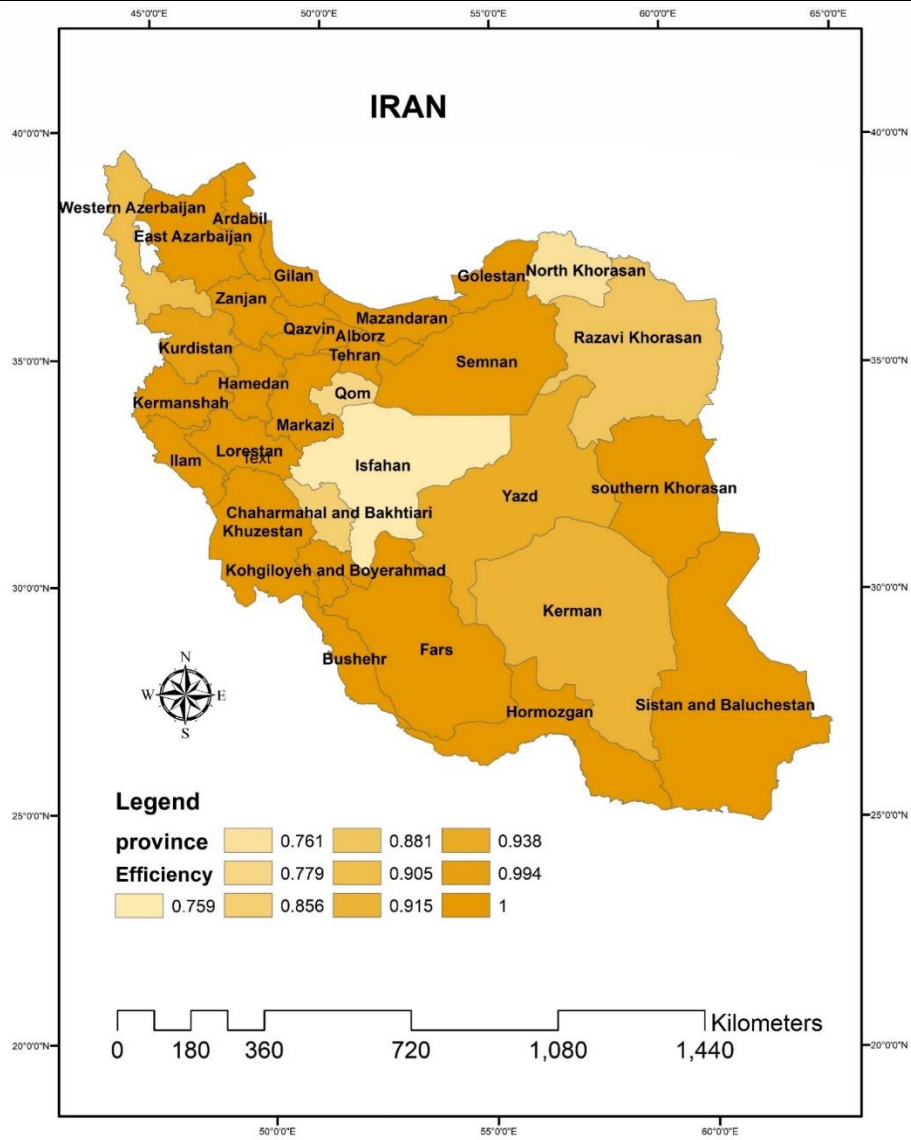 45°0'0"E 50°0'0"E 55°0'0"E 60°0'0"E 65°0'0"E
IRAN
40°0'0"N 40°0'0"N
Western Azerbaijan
Ardabil
East Azarbaijan
Gilan
Golestan
North Khorasan
Zanjan
Mazandaran
Qazvin
Alborz
Razavi Khorasan
Kurdistan
Tehran
35°0'0"N 35°0'0"N
Semnan
Hamedan
Qom
Kermanshah
Markazi
Lorestan
Text
Ilam
Isfahan
southern Khorasan
Yazd
Chaharmahal and Bakhtiari
Khuzestan
Kohgiloyeh and Boyerahmad
30°0'0"N 30°0'0"N
Kerman
Fars
Bushehr
N
W E
S
Hormozgan
Sistan and Baluchestan
25°0'0"N 25°0'0"N
Legend
province 0.761 0.881 0.938
Efficiency 0.779 0.905 0.994
0.759 0.856 0.915 1
Kilometers
0 180 360 720 1,080 1,440
20°0'0"N 20°0'0"N
50°0'0"E 55°0'0"E 60°0'0"E